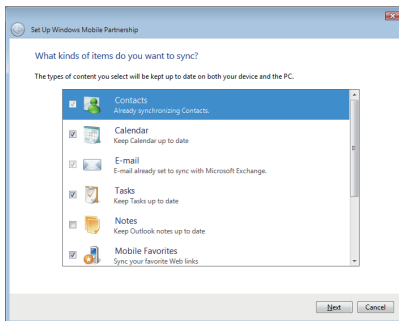 Set Up Windows Mobile Partnership
What kinds of items do you want to sync?
The types of content you select will be kept up to date on both your device and the PC.
Contacts
Already synchronizing Contacts.
Calendar
Keep Calendar up to date
E-mail
E-mail already set to sync with Microsoft Exchange.
Tasks
Keep Tasks up to date
Notes
Keep Outlook notes up to date
Mobile Favorites
Sync your favorite Web links
Next Cancel